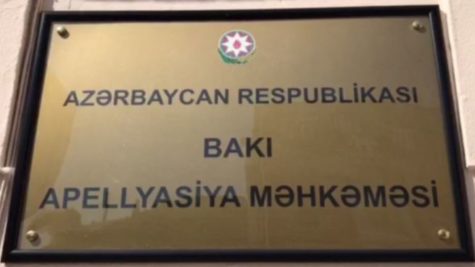 AZƏRBAYCAN RESPUBLİKASI
BAKI
APELLYASİYA MƏHKƏMƏSİ